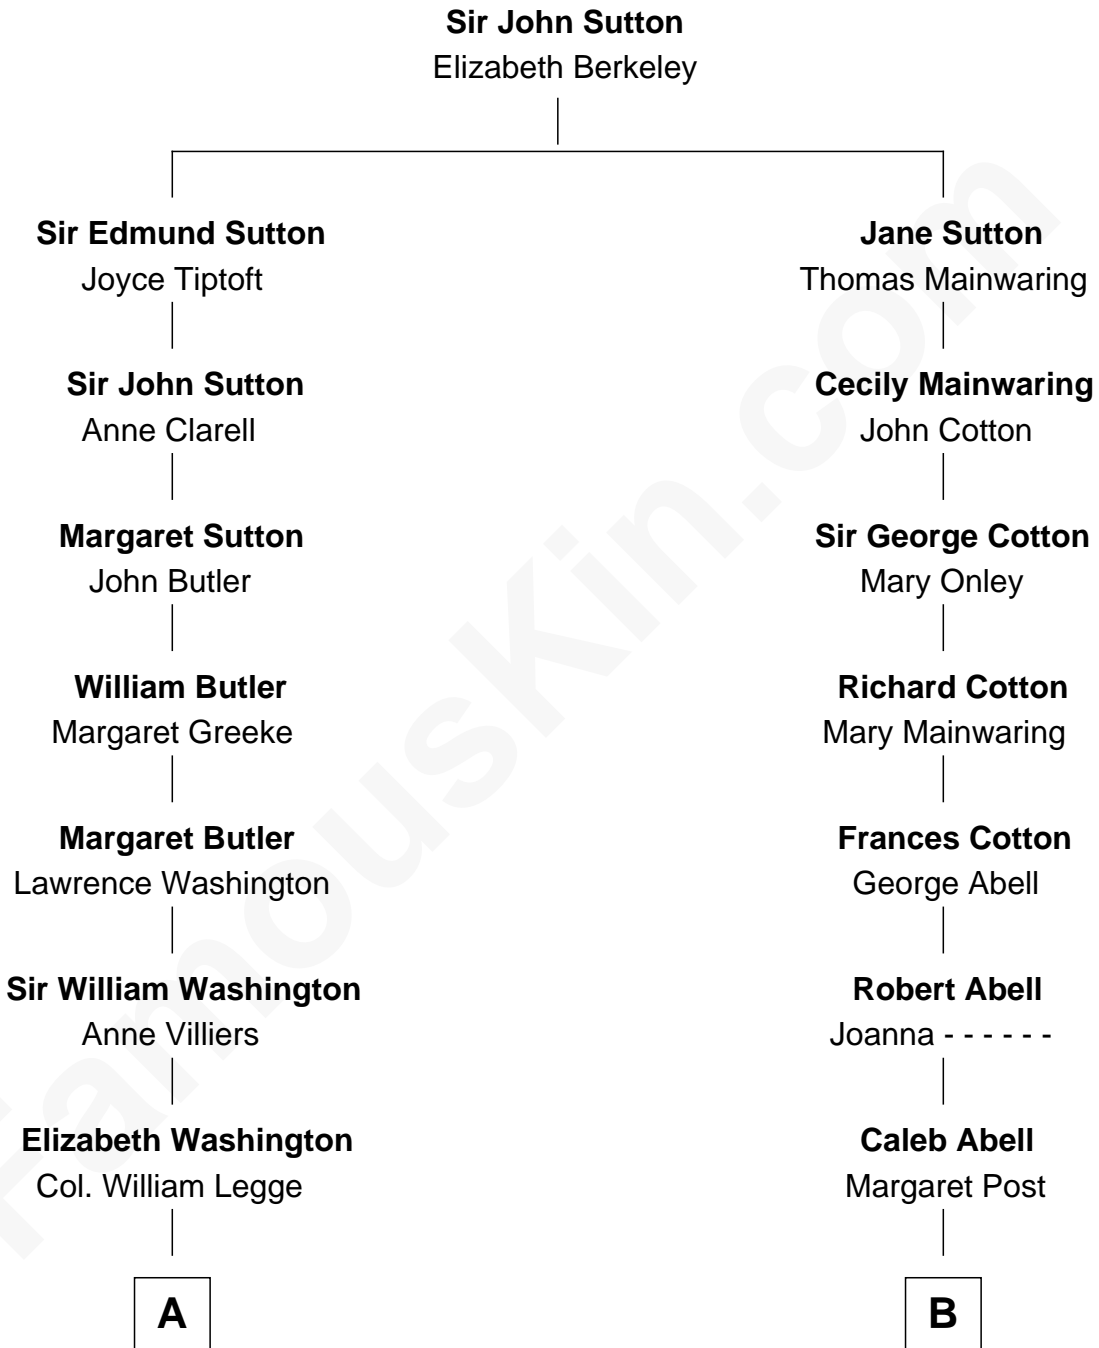 Sir John Sutton
Elizabeth Berkeley
Sir Edmund Sutton
Joyce Tiptoft
Jane Sutton
Thomas Mainwaring
Sir John Sutton
Anne Clarell
Cecily Mainwaring
John Cotton
Margaret Sutton
John Butler
Sir George Cotton
Mary Onley
William Butler
Margaret Greeke
Richard Cotton
Mary Mainwaring
Margaret Butler
Lawrence Washington
Frances Cotton
George Abell
Sir William Washington
Anne Villiers
Robert Abell
Joanna - - - - - -
Elizabeth Washington
Col. William Legge
Caleb Abell
Margaret Post
A
B
FamousKin.com